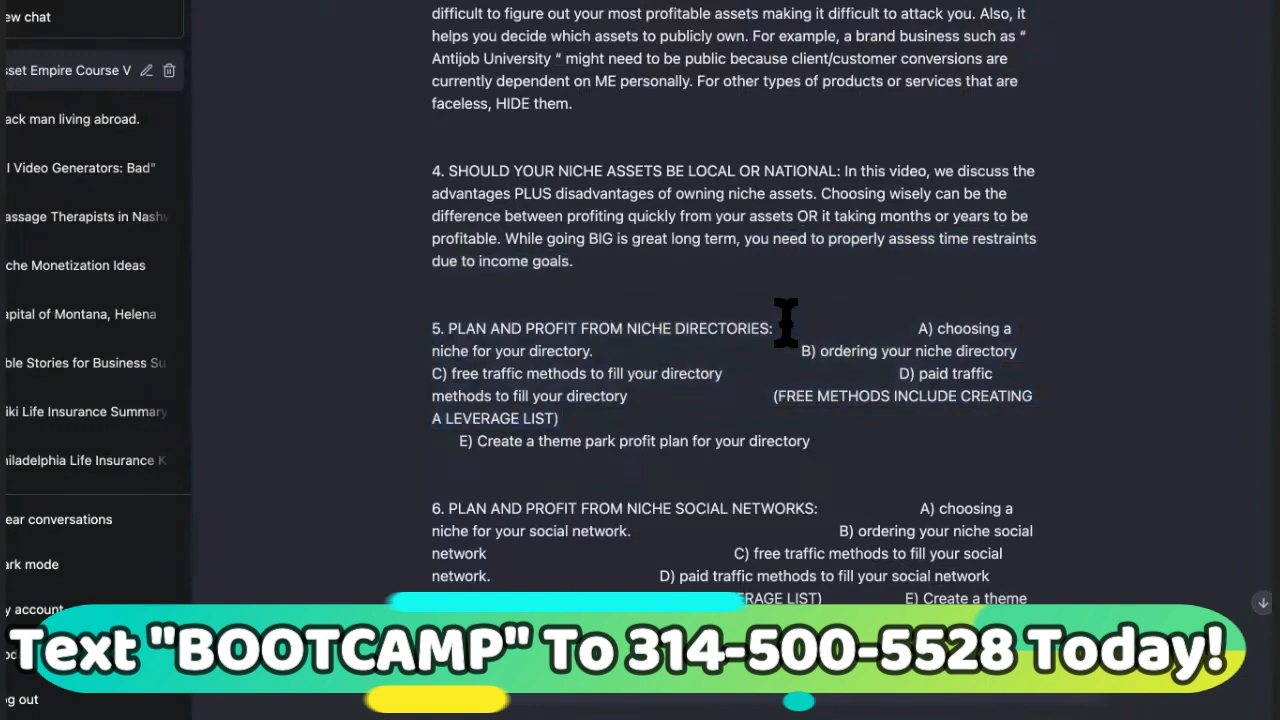 ew chat
sset Empire Course V
ack man living abroad.
l Video Generators: Bad"
assage Therapists in Nashv
che Monetization Ideas
apital of Montana, Helena
ble Stories for Business Su
iki Life Insurance Summary
hiladelphia Life Insurance K
ear conversations
ark mode
y account
og out
difficult to figure out your most profitable assets making it difficult to attack you. Also, it
helps you decide which assets to publicly own. For example, a brand business such as "
Antijob University " might need to be public because client/customer conversions are
currently dependent on ME personally. For other types of products or services that are
faceless, HIDE them.
4. SHOULD YOUR NICHE ASSETS BE LOCAL OR NATIONAL: In this video, we discuss the
advantages PLUS disadvantages of owning niche assets. Choosing wisely can be the
difference between profiting quickly from your assets OR it taking months or years to be
profitable. While going BIG is great long term, you need to properly assess time restraints
due to income goals.
5. PLAN AND PROFIT FROM NICHE DIRECTORIES: A) choosing a
niche for your directory. B) ordering your niche directory
C) free traffic methods to fill your directory D) paid traffic
methods to fill your directory (FREE METHODS INCLUDE CREATING
A LEVERAGE LIST)
E) Create a theme park profit plan for your directory
6. PLAN AND PROFIT FROM NICHE SOCIAL NETWORKS: A) choosing a
niche for your social network. B) ordering your niche social
network C) free traffic methods to fill your social
network. D) paid traffic methods to fill your social network
ERAGE LIST) E) Create a theme
Text "BOOTCAMP" To 314-500-5528 Today!